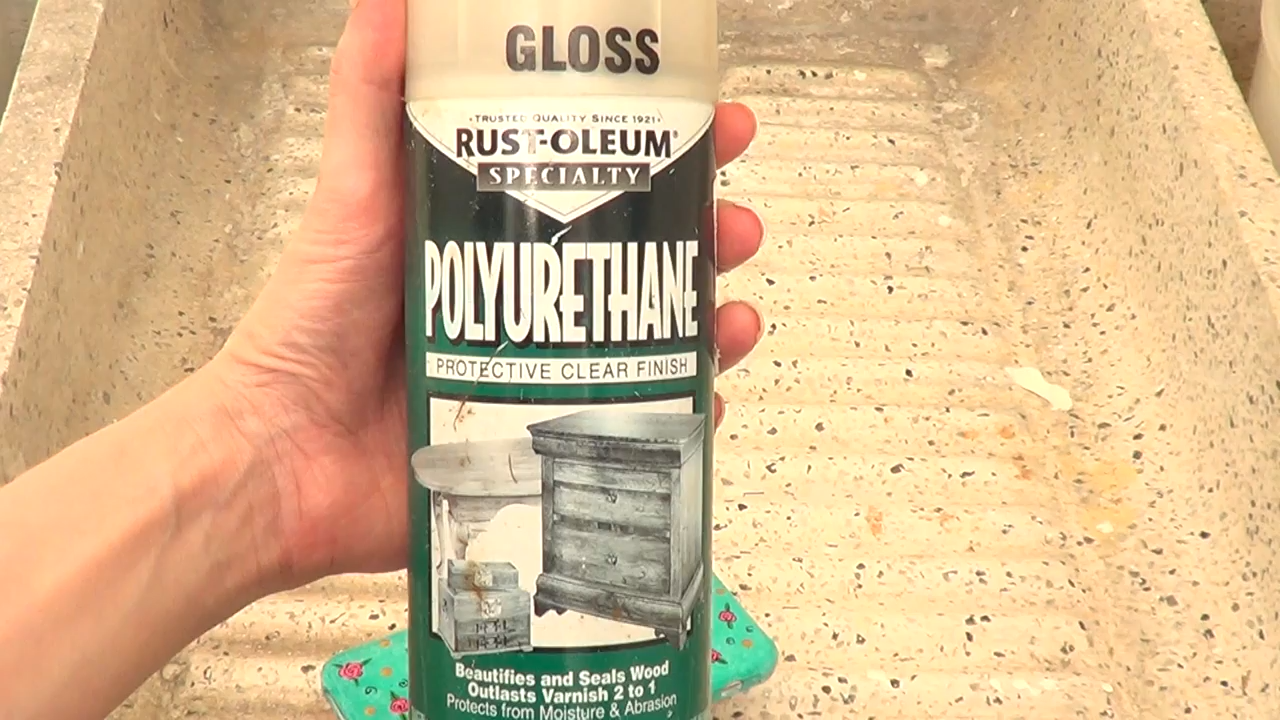 GLOSS
TRUSTED QUALITY SINCE 1921
RUST-OLEUM®
SPECIALTY
POLYURETHANE
PROTECTIVE CLEAR FINISH
Beautifies and Seals Wood
Outlasts Varnish 2 to 1
Protects from Moisture & Abrasion